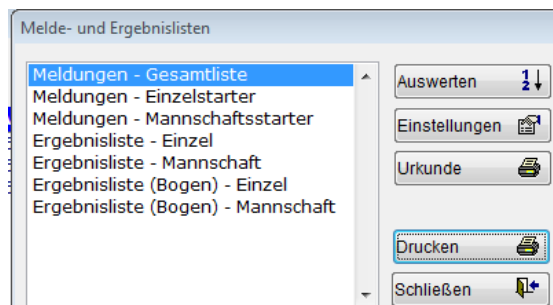 Melde- und Ergebnislisten
Meldungen - Gesamtliste
Meldungen - Einzelstarter
Meldungen - Mannschaftsstarter
Ergebnisliste - Einzel
Ergebnisliste - Mannschaft
Ergebnisliste (Bogen) - Einzel
Ergebnisliste (Bogen) - Mannschaft
Auswerten
Einstellungen
Urkunde
Drucken
Schließen